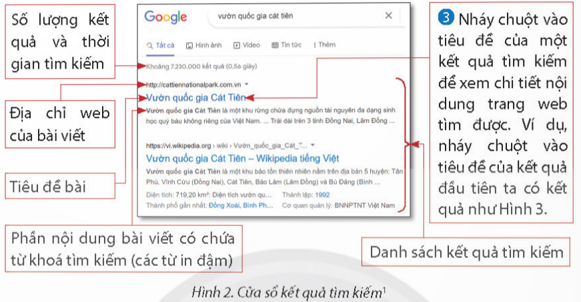 Số lượng kết
quả và thời
gian tìm kiếm
Địa chỉ web
của bài viết
Tiêu đề bài
Phần nội dung bài viết có chứa
từ khoá tìm kiếm (các từ in đậm)
Google
vườn quốc gia cát tiên
Tất cả
Hình ảnh
Video
Tin tức
Thêm
Khoảng 7.230.000 kết quả (0,56 giây)
http://cattiennationalpark.com.vn
Vườn quốc gia Cát Tiên
Vườn quốc gia Cát Tiên là một khu rừng chứa đựng nguồn tài nguyên đa dạng sinh
học quý báu không riêng của Việt Nam. ... Trải dài trên 3 tỉnh Đồng Nai, Lâm Đồng ...
https://vi.wikipedia.org › wiki › Vườn_quốc_gia_Cát_T...
Vườn quốc gia Cát Tiên – Wikipedia tiếng Việt
Vườn quốc gia Cát Tiên là một khu bảo tồn thiên nhiên nằm trên địa bàn 5 huyện: Tân
Phú, Vĩnh Cửu (Đồng Nai), Cát Tiên, Bảo Lâm (Lâm Đồng) và Bù Đăng (Bình ...
Diện tích: 719,20 km². Diện tích vườn qu...
Thành lập: 1992
Thành phố gần nhất: Đồng Xoài, Bình Ph...
Cơ quan quản lý: BNNPTNT Việt Nam
3 Nháy chuột vào
tiêu đề của một
kết quả tìm kiếm
để xem chi tiết nội
dung trang web
tìm được. Ví dụ,
nháy chuột vào
tiêu đề của kết quả
đầu tiên ta có kết
quả như Hình 3.
Danh sách kết quả tìm kiếm
Hình 2. Cửa sổ kết quả tìm kiếm¹